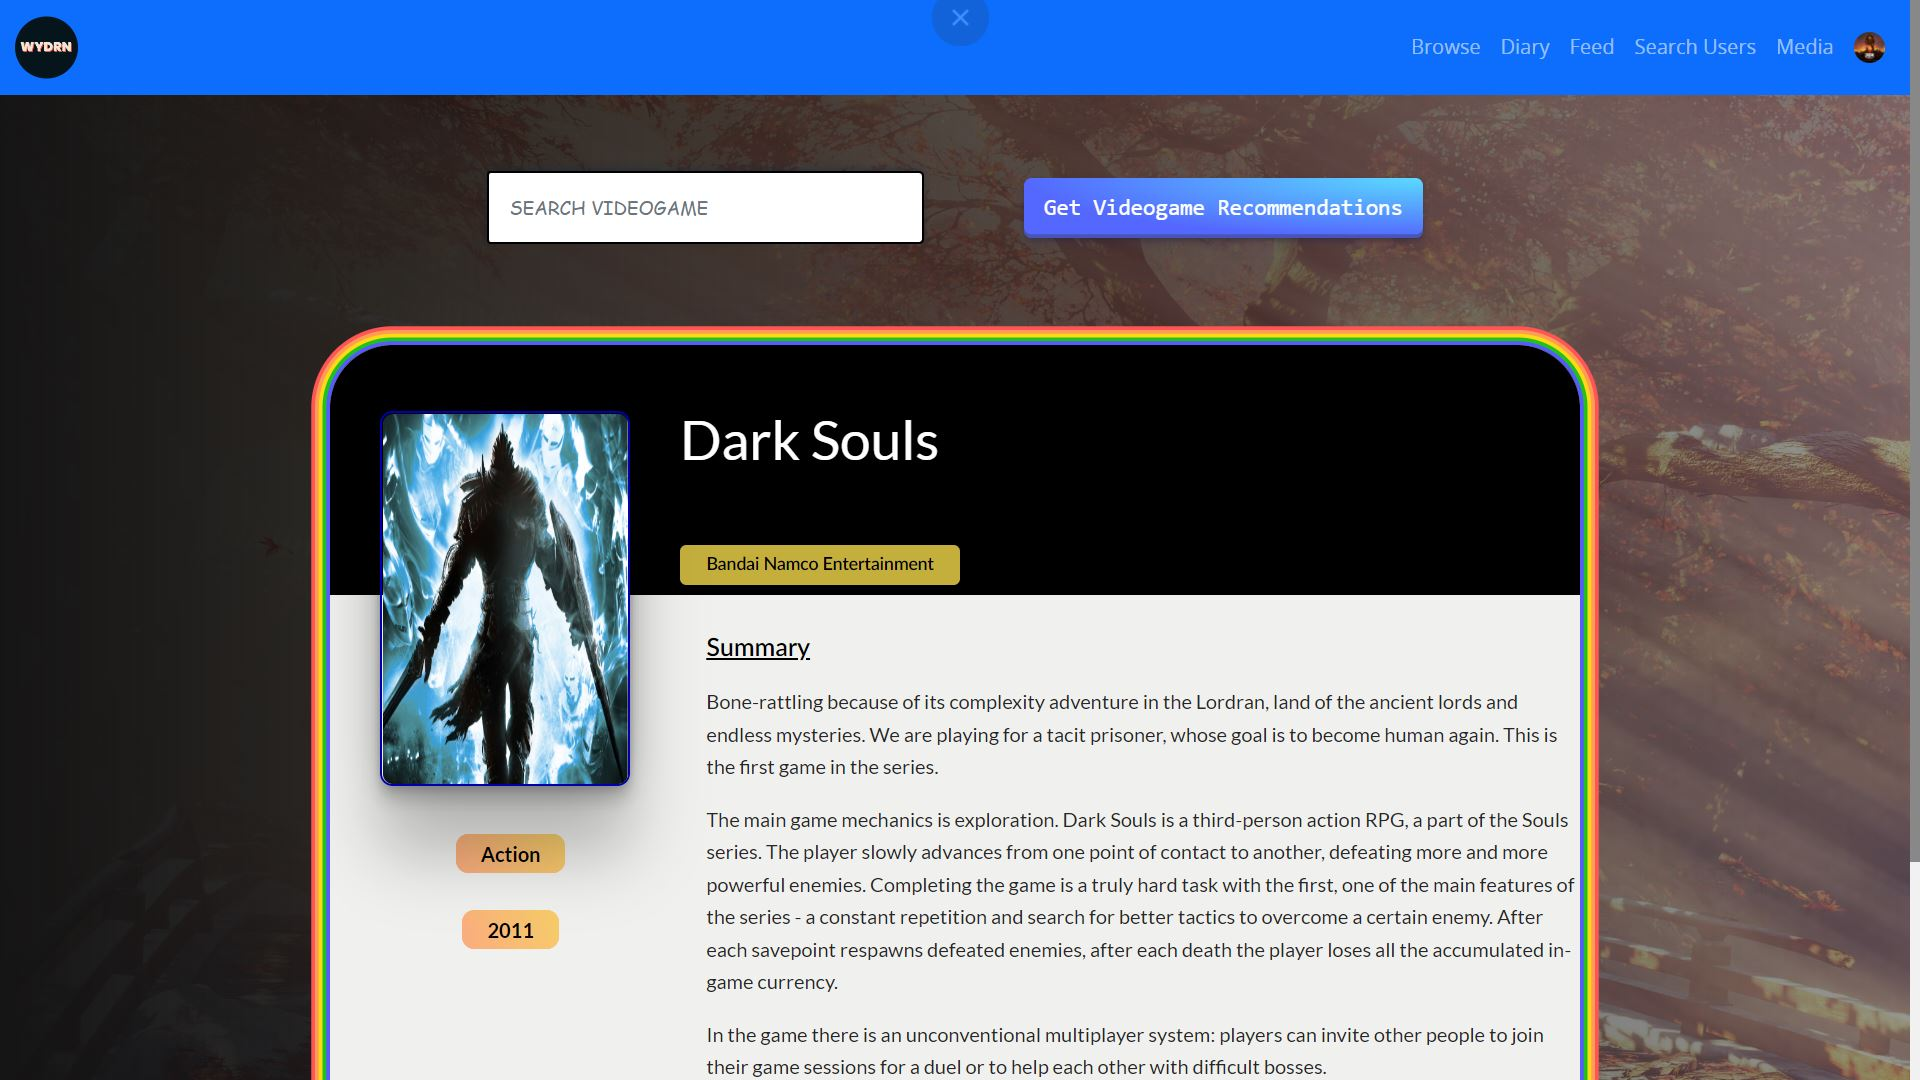 WYDRN
Browse Diary Feed Search Users Media
SEARCH VIDEOGAME
Get Videogame Recommendations
Dark Souls
Bandai Namco Entertainment
Summary
Bone-rattling because of its complexity adventure in the Lordran, land of the ancient lords and
endless mysteries. We are playing for a tacit prisoner, whose goal is to become human again. This is
the first game in the series.
The main game mechanics is exploration. Dark Souls is a third-person action RPG, a part of the Souls
series. The player slowly advances from one point of contact to another, defeating more and more
powerful enemies. Completing the game is a truly hard task with the first, one of the main features of
the series - a constant repetition and search for better tactics to overcome a certain enemy. After
each savepoint respawns defeated enemies, after each death the player loses all the accumulated in-
game currency.
In the game there is an unconventional multiplayer system: players can invite other people to join
their game sessions for a duel or to help each other with difficult bosses.
Action
2011